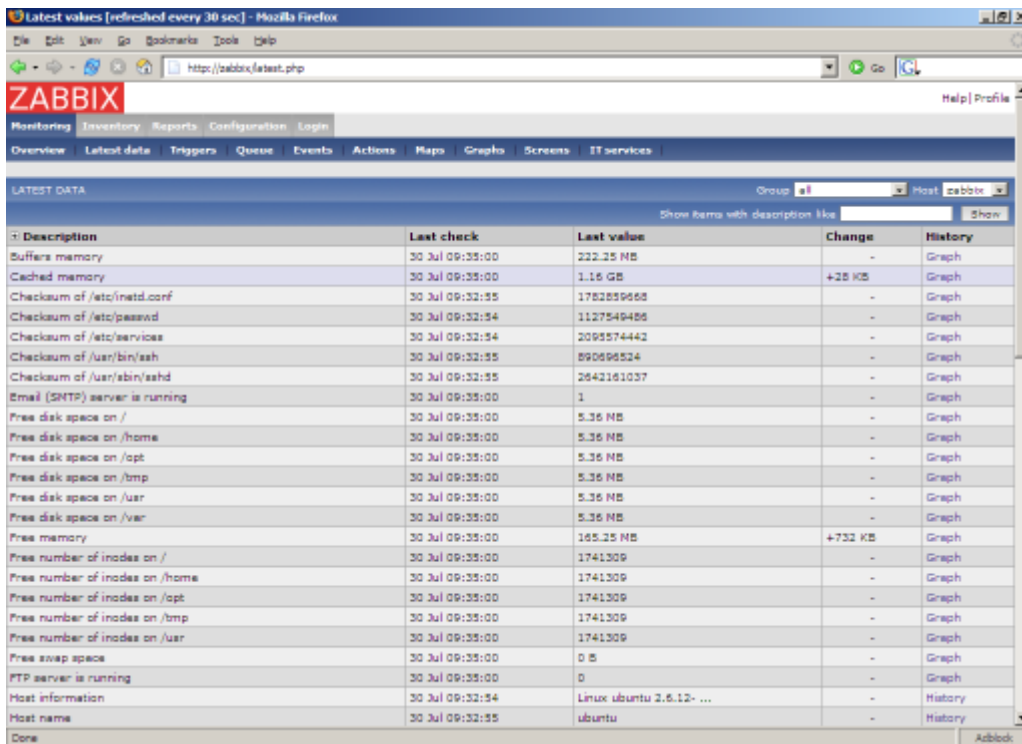 Latest values [refreshed every 30 sec] - Mozilla Firefox
File Edit View Go Bookmarks Tools Help
http://zabbix/latest.php Go G
ZABBIX
Help | Profile
Monitoring Inventory Reports Configuration Login
Overview Latest data Triggers Queue Events Actions Maps Graphs Screens IT services
LATEST DATA Group all Host zabbix
Show items with description like Show
Description Last check Last value Change History
Buffers memory 30 Jul 09:35:00 222.25 MB - Graph
Cached memory 30 Jul 09:35:00 1.16 GB +28 KB Graph
Checksum of /etc/inetd.conf 30 Jul 09:32:55 1782859668 - Graph
Checksum of /etc/passwd 30 Jul 09:32:54 1127549486 - Graph
Checksum of /etc/services 30 Jul 09:32:54 2095574442 - Graph
Checksum of /usr/bin/ssh 30 Jul 09:32:55 890696524 - Graph
Checksum of /usr/sbin/sshd 30 Jul 09:32:55 2642161037 - Graph
Email (SMTP) server is running 30 Jul 09:35:00 1 - Graph
Free disk space on / 30 Jul 09:35:00 5.36 MB - Graph
Free disk space on /home 30 Jul 09:35:00 5.36 MB - Graph
Free disk space on /opt 30 Jul 09:35:00 5.36 MB - Graph
Free disk space on /tmp 30 Jul 09:35:00 5.36 MB - Graph
Free disk space on /usr 30 Jul 09:35:00 5.36 MB - Graph
Free disk space on /var 30 Jul 09:35:00 5.36 MB - Graph
Free memory 30 Jul 09:35:00 165.25 MB +732 KB Graph
Free number of inodes on / 30 Jul 09:35:00 1741309 - Graph
Free number of inodes on /home 30 Jul 09:35:00 1741309 - Graph
Free number of inodes on /opt 30 Jul 09:35:00 1741309 - Graph
Free number of inodes on /tmp 30 Jul 09:35:00 1741309 - Graph
Free number of inodes on /usr 30 Jul 09:35:00 1741309 - Graph
Free swap space 30 Jul 09:35:00 0 B - Graph
FTP server is running 30 Jul 09:35:00 0 - Graph
Host information 30 Jul 09:32:54 Linux ubuntu 2.6.12- ... - History
Host name 30 Jul 09:32:55 ubuntu - History
Done Adblock